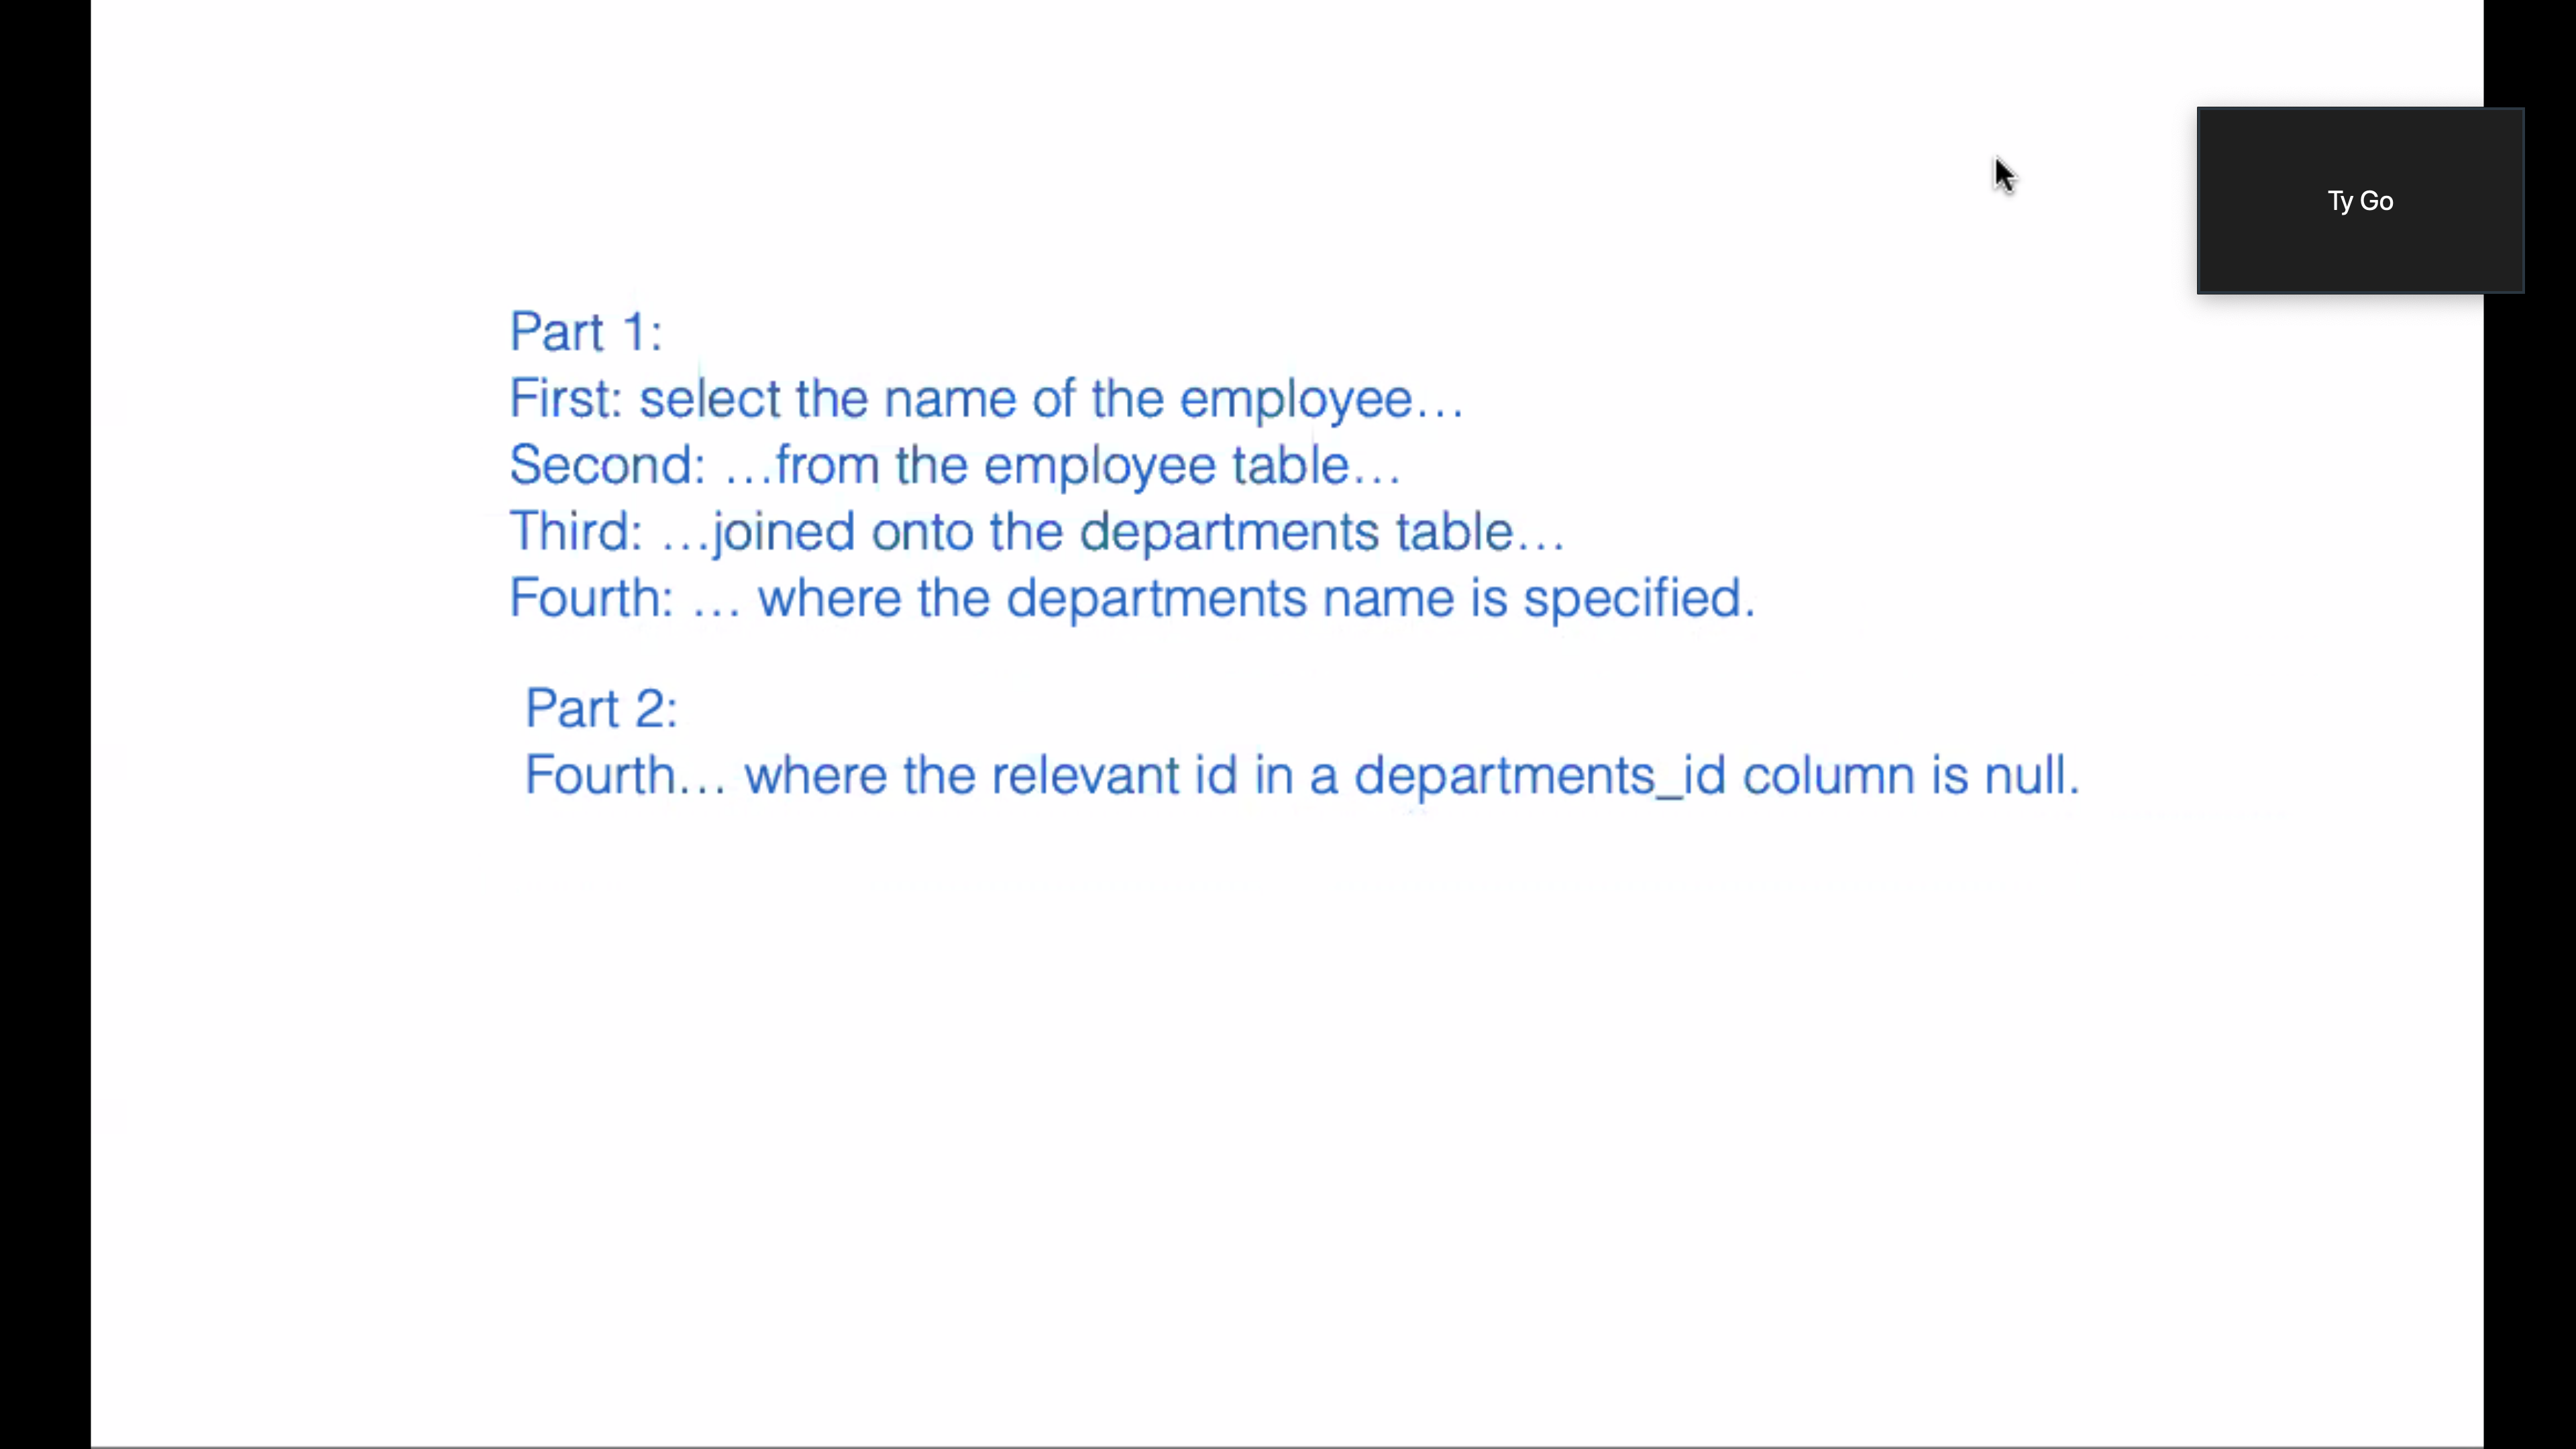 Ty Go
Part 1:
First: select the name of the employee…
Second: …from the employee table…
Third: …joined onto the departments table…
Fourth: … where the departments name is specified.
Part 2:
Fourth… where the relevant id in a departments_id column is null.